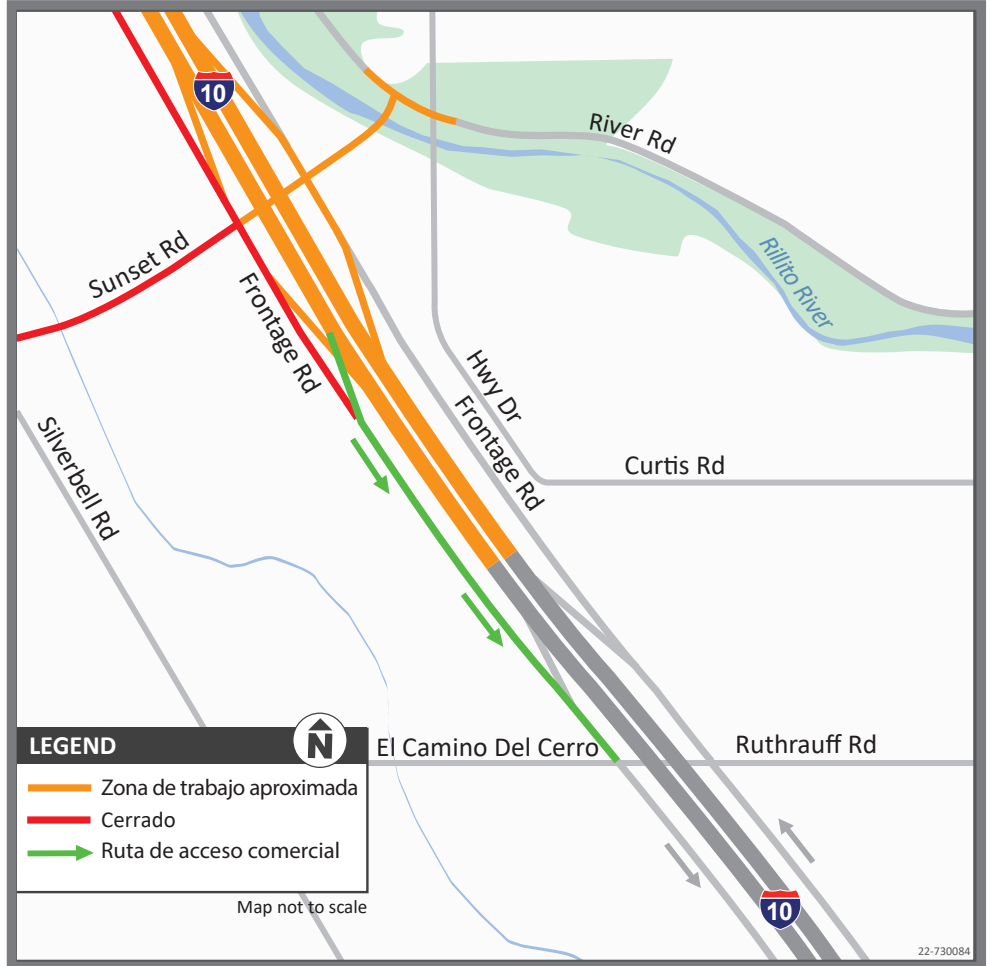 10
River Rd
Sunset Rd
Rillito River
Frontage Rd
Hwy Dr
Frontage Rd
Silverbell Rd
Curtis Rd
LEGEND
N
Zona de trabajo aproximada
Cerrado
Ruta de acceso comercial
El Camino Del Cerro
Ruthrauff Rd
Map not to scale
10
22-730084